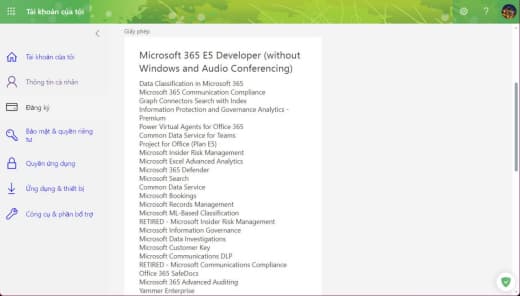 Tài khoản của tôi
?
Giấy phép
Microsoft 365 E5 Developer (without
Windows and Audio Conferencing)
Data Classification in Microsoft 365
Microsoft 365 Communication Compliance
Graph Connectors Search with Index
Information Protection and Governance Analytics -
Premium
Power Virtual Agents for Office 365
Common Data Service for Teams
Project for Office (Plan E5)
Microsoft Insider Risk Management
Microsoft Excel Advanced Analytics
Microsoft 365 Defender
Microsoft Search
Common Data Service
Microsoft Bookings
Microsoft Records Management
Microsoft ML-Based Classification
RETIRED - Microsoft Insider Risk Management
Microsoft Information Governance
Microsoft Data Investigations
Microsoft Customer Key
Microsoft Communications DLP
RETIRED - Microsoft Communications Compliance
Office 365 SafeDocs
Microsoft 365 Advanced Auditing
Yammer Enterprise
Tài khoản của tôi
Thông tin cá nhân
Đăng ký
Bảo mật & quyền riêng
tư
Quyền ứng dụng
Ứng dụng & thiết bị
Công cụ & phần bổ trợ